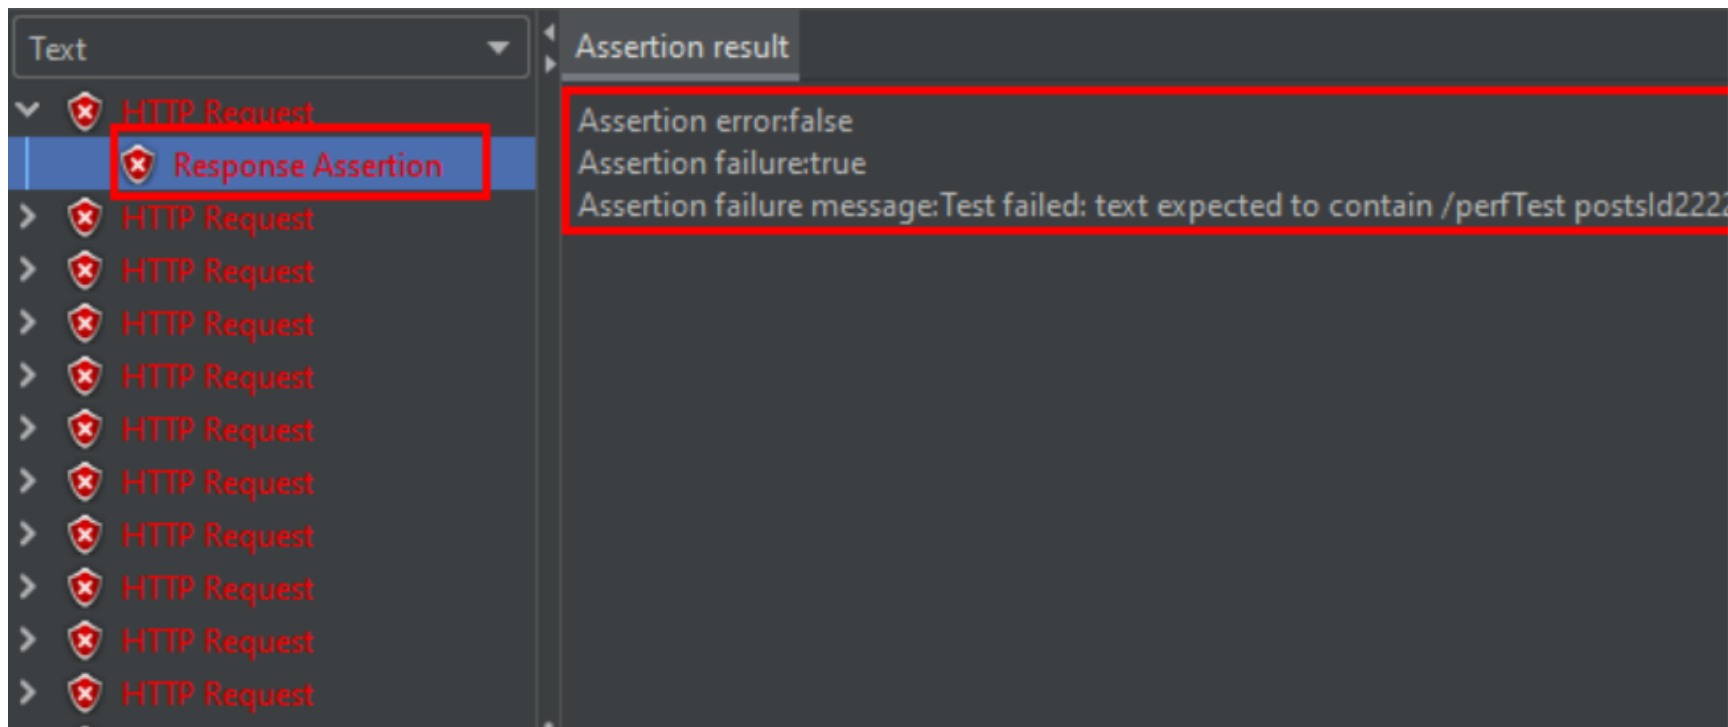 Text
HTTP Request
Response Assertion
HTTP Request
HTTP Request
HTTP Request
HTTP Request
HTTP Request
HTTP Request
HTTP Request
HTTP Request
HTTP Request
HTTP Request
Assertion result
Assertion error:false
Assertion failure:true
Assertion failure message:Test failed: text expected to contain /perfTest postsId2222